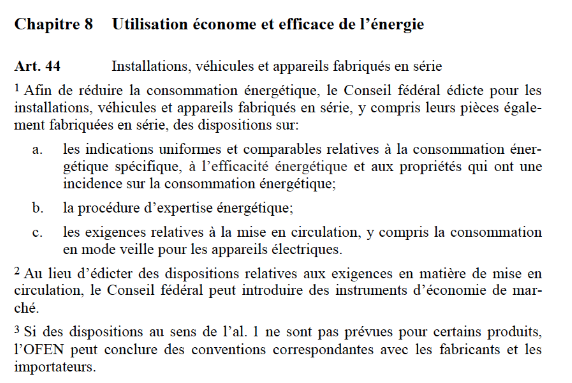 Chapitre 8 Utilisation économe et efficace de l’énergie
Art. 44 Installations, véhicules et appareils fabriqués en série
1 Afin de réduire la consommation énergétique, le Conseil fédéral édicte pour les
installations, véhicules et appareils fabriqués en série, y compris leurs pièces égale-
ment fabriquées en série, des dispositions sur:
a. les indications uniformes et comparables relatives à la consommation éner-
gétique spécifique, à l’efficacité énergétique et aux propriétés qui ont une
incidence sur la consommation énergétique;
b. la procédure d’expertise énergétique;
c. les exigences relatives à la mise en circulation, y compris la consommation
en mode veille pour les appareils électriques.
2 Au lieu d’édicter des dispositions relatives aux exigences en matière de mise en
circulation, le Conseil fédéral peut introduire des instruments d’économie de mar-
ché.
3 Si des dispositions au sens de l’al. 1 ne sont pas prévues pour certains produits,
l’OFEN peut conclure des conventions correspondantes avec les fabricants et les
importateurs.